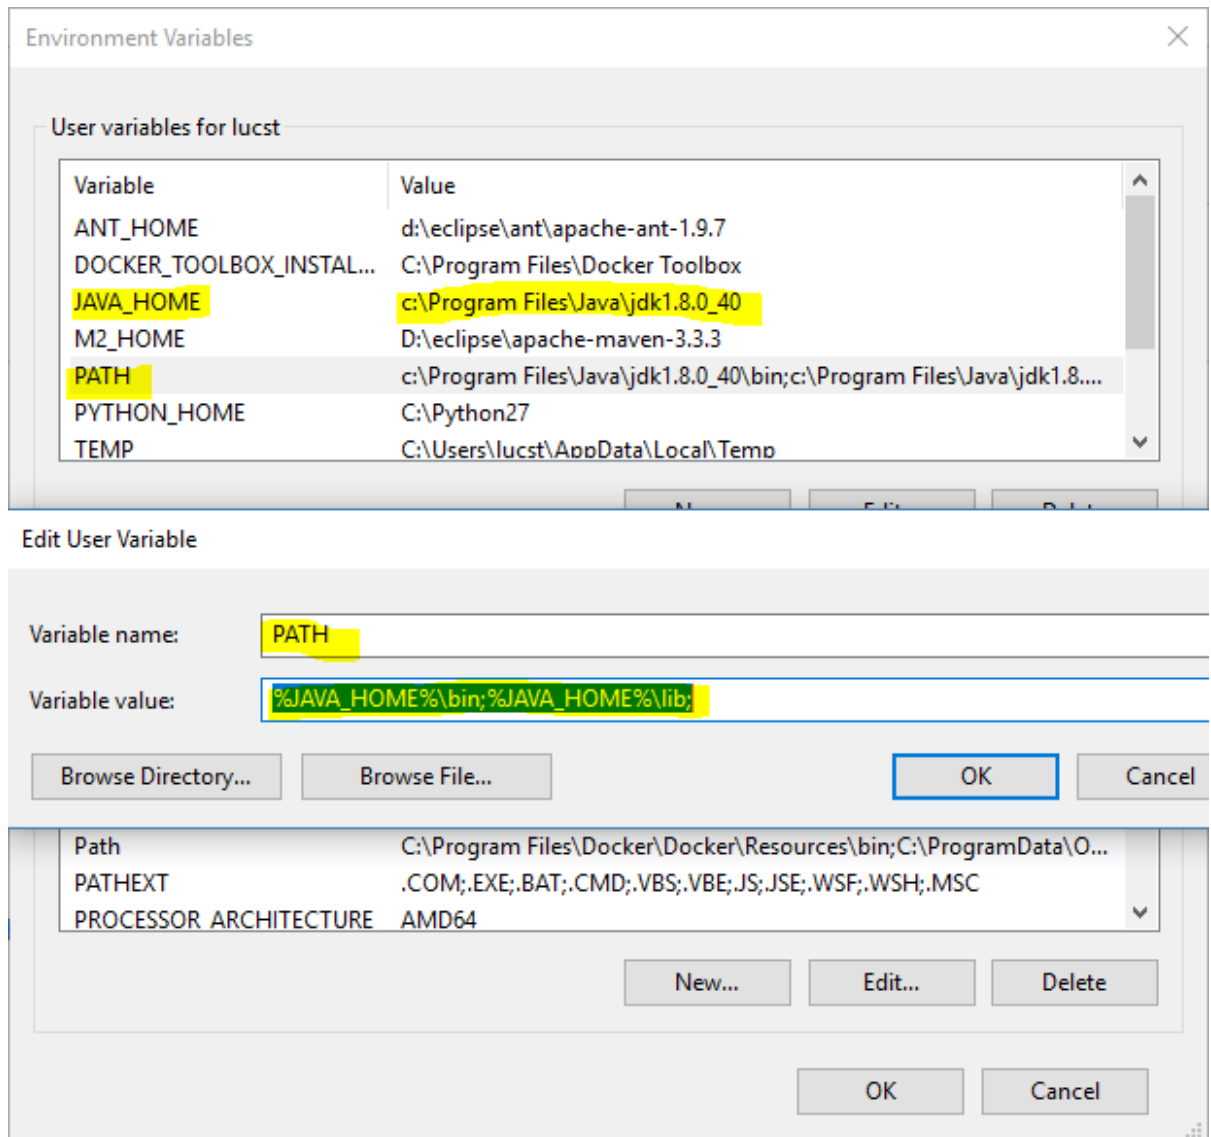 Environment Variables
User variables for lucst
Variable Value
ANT_HOME d:\eclipse\ant\apache-ant-1.9.7
DOCKER_TOOLBOX_INSTAL... C:\Program Files\Docker Toolbox
JAVA_HOME c:\Program Files\Java\jdk1.8.0_40
M2_HOME D:\eclipse\apache-maven-3.3.3
PATH c:\Program Files\Java\jdk1.8.0_40\bin;c:\Program Files\Java\jdk1.8....
PYTHON_HOME C:\Python27
TEMP C:\Users\lucst\AppData\Local\Temp
Edit User Variable
Variable name: PATH
Variable value: %JAVA_HOME%\bin;%JAVA_HOME%\lib;
Browse Directory... Browse File... OK Cancel
Path C:\Program Files\Docker\Docker\Resources\bin;C:\ProgramData\O...
PATHEXT .COM;.EXE;.BAT;.CMD;.VBS;.VBE;.JS;.JSE;.WSF;.WSH;.MSC
PROCESSOR_ARCHITECTURE AMD64
New... Edit... Delete
OK Cancel